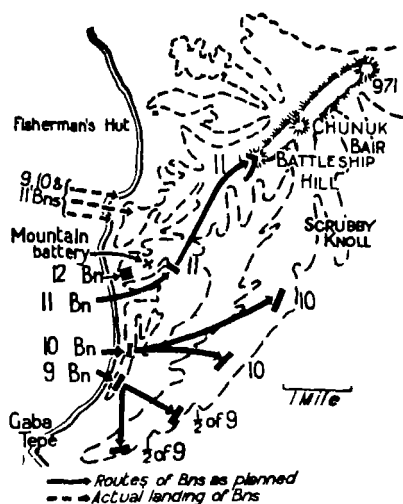 971
Fisherman's Hut
CHUNUK
BAIR
11
BATTLESHIP
HILL
9,10 &
11 Bns
SCRUBBY
KNOLL
Mountain
battery
12 Bn
11
11 Bn
10
10 Bn
10
9 Bn
1 Mile
Gaba
Tepe
½ of 9
½ of 9
Routes of Bns as planned
Actual landing of Bns